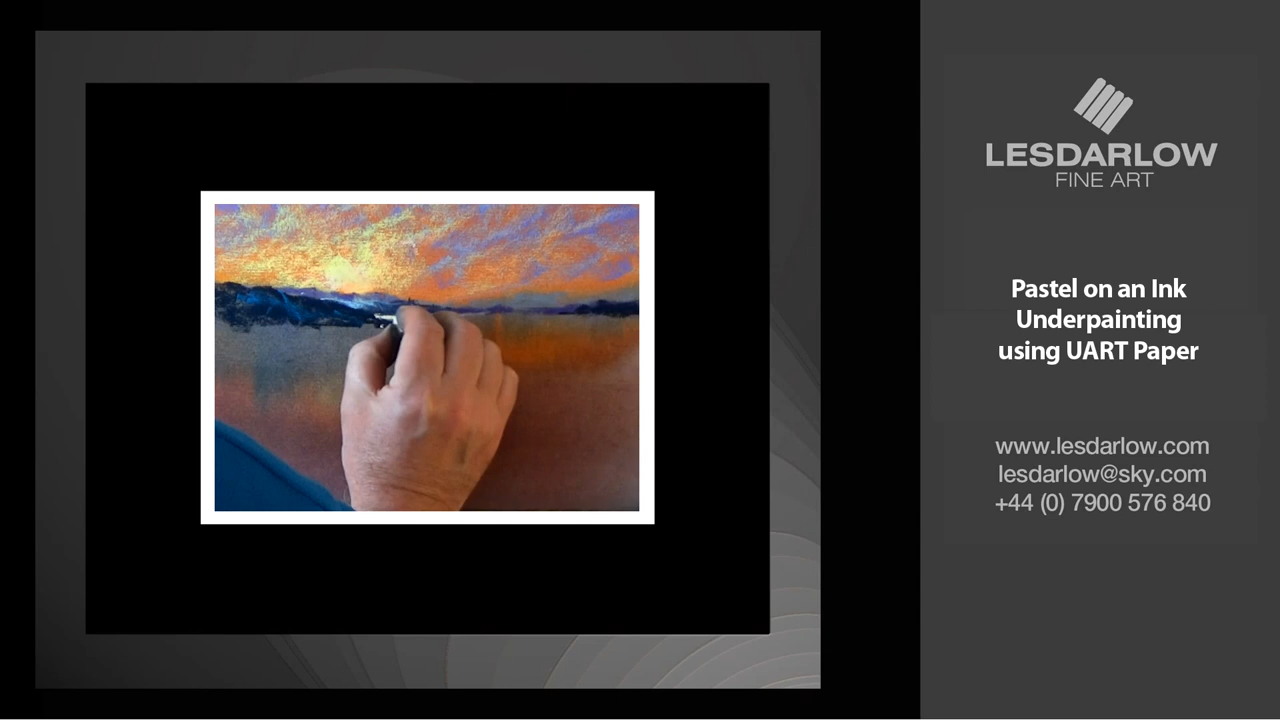 LESDARLOW
FINE ART
Pastel on an Ink
Underpainting
using UART Paper
www.lesdarlow.com
lesdarlow@sky.com
+44 (0) 7900 576 840